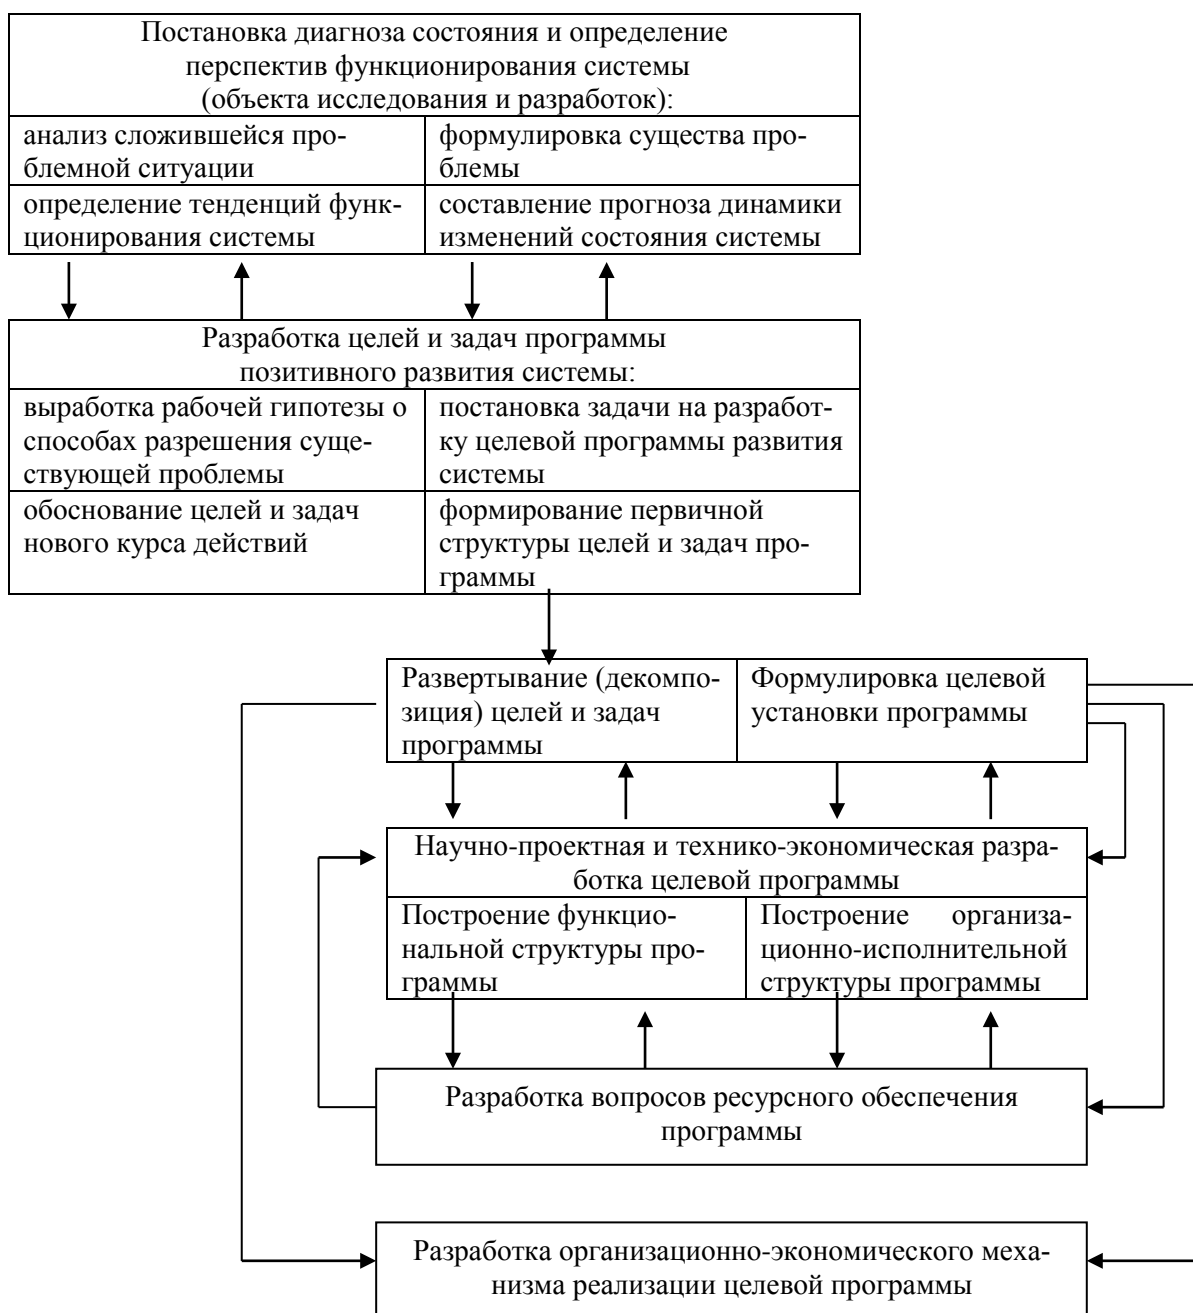 Постановка диагноза состояния и определение
перспектив функционирования системы
(объекта исследования и разработок):
анализ сложившейся про-
блемной ситуации
формулировка существа про-
блемы
определение тенденций функ-
ционирования системы
составление прогноза динамики
изменений состояния системы
Разработка целей и задач программы
позитивного развития системы:
выработка рабочей гипотезы о
способах разрешения суще-
ствующей проблемы
постановка задачи на разработ-
ку целевой программы развития
системы
обоснование целей и задач
нового курса действий
формирование первичной
структуры целей и задач про-
граммы
Развертывание (декомпо-
зиция) целей и задач
программы
Формулировка целевой
установки программы
Научно-проектная и технико-экономическая разра-
ботка целевой программы
Построение функцио-
нальной структуры про-
граммы
Построение организа-
ционно-исполнительной
структуры программы
Разработка вопросов ресурсного обеспечения
программы
Разработка организационно-экономического меха-
низма реализации целевой программы